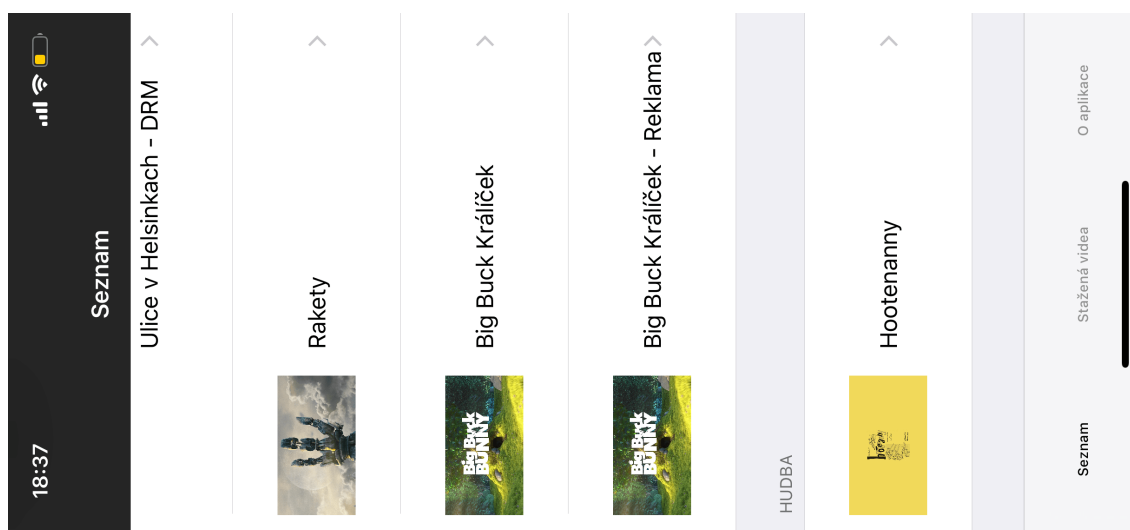 18:37
Seznam
Ulice v Helsinkach - DRM
Rakety
Big Buck Králíček
Big Buck
BUNNY
Big Buck Králíček - Reklama
Big Buck
BUNNY
HUDBA
Hootenanny
Seznam
Stažená videa
O aplikace